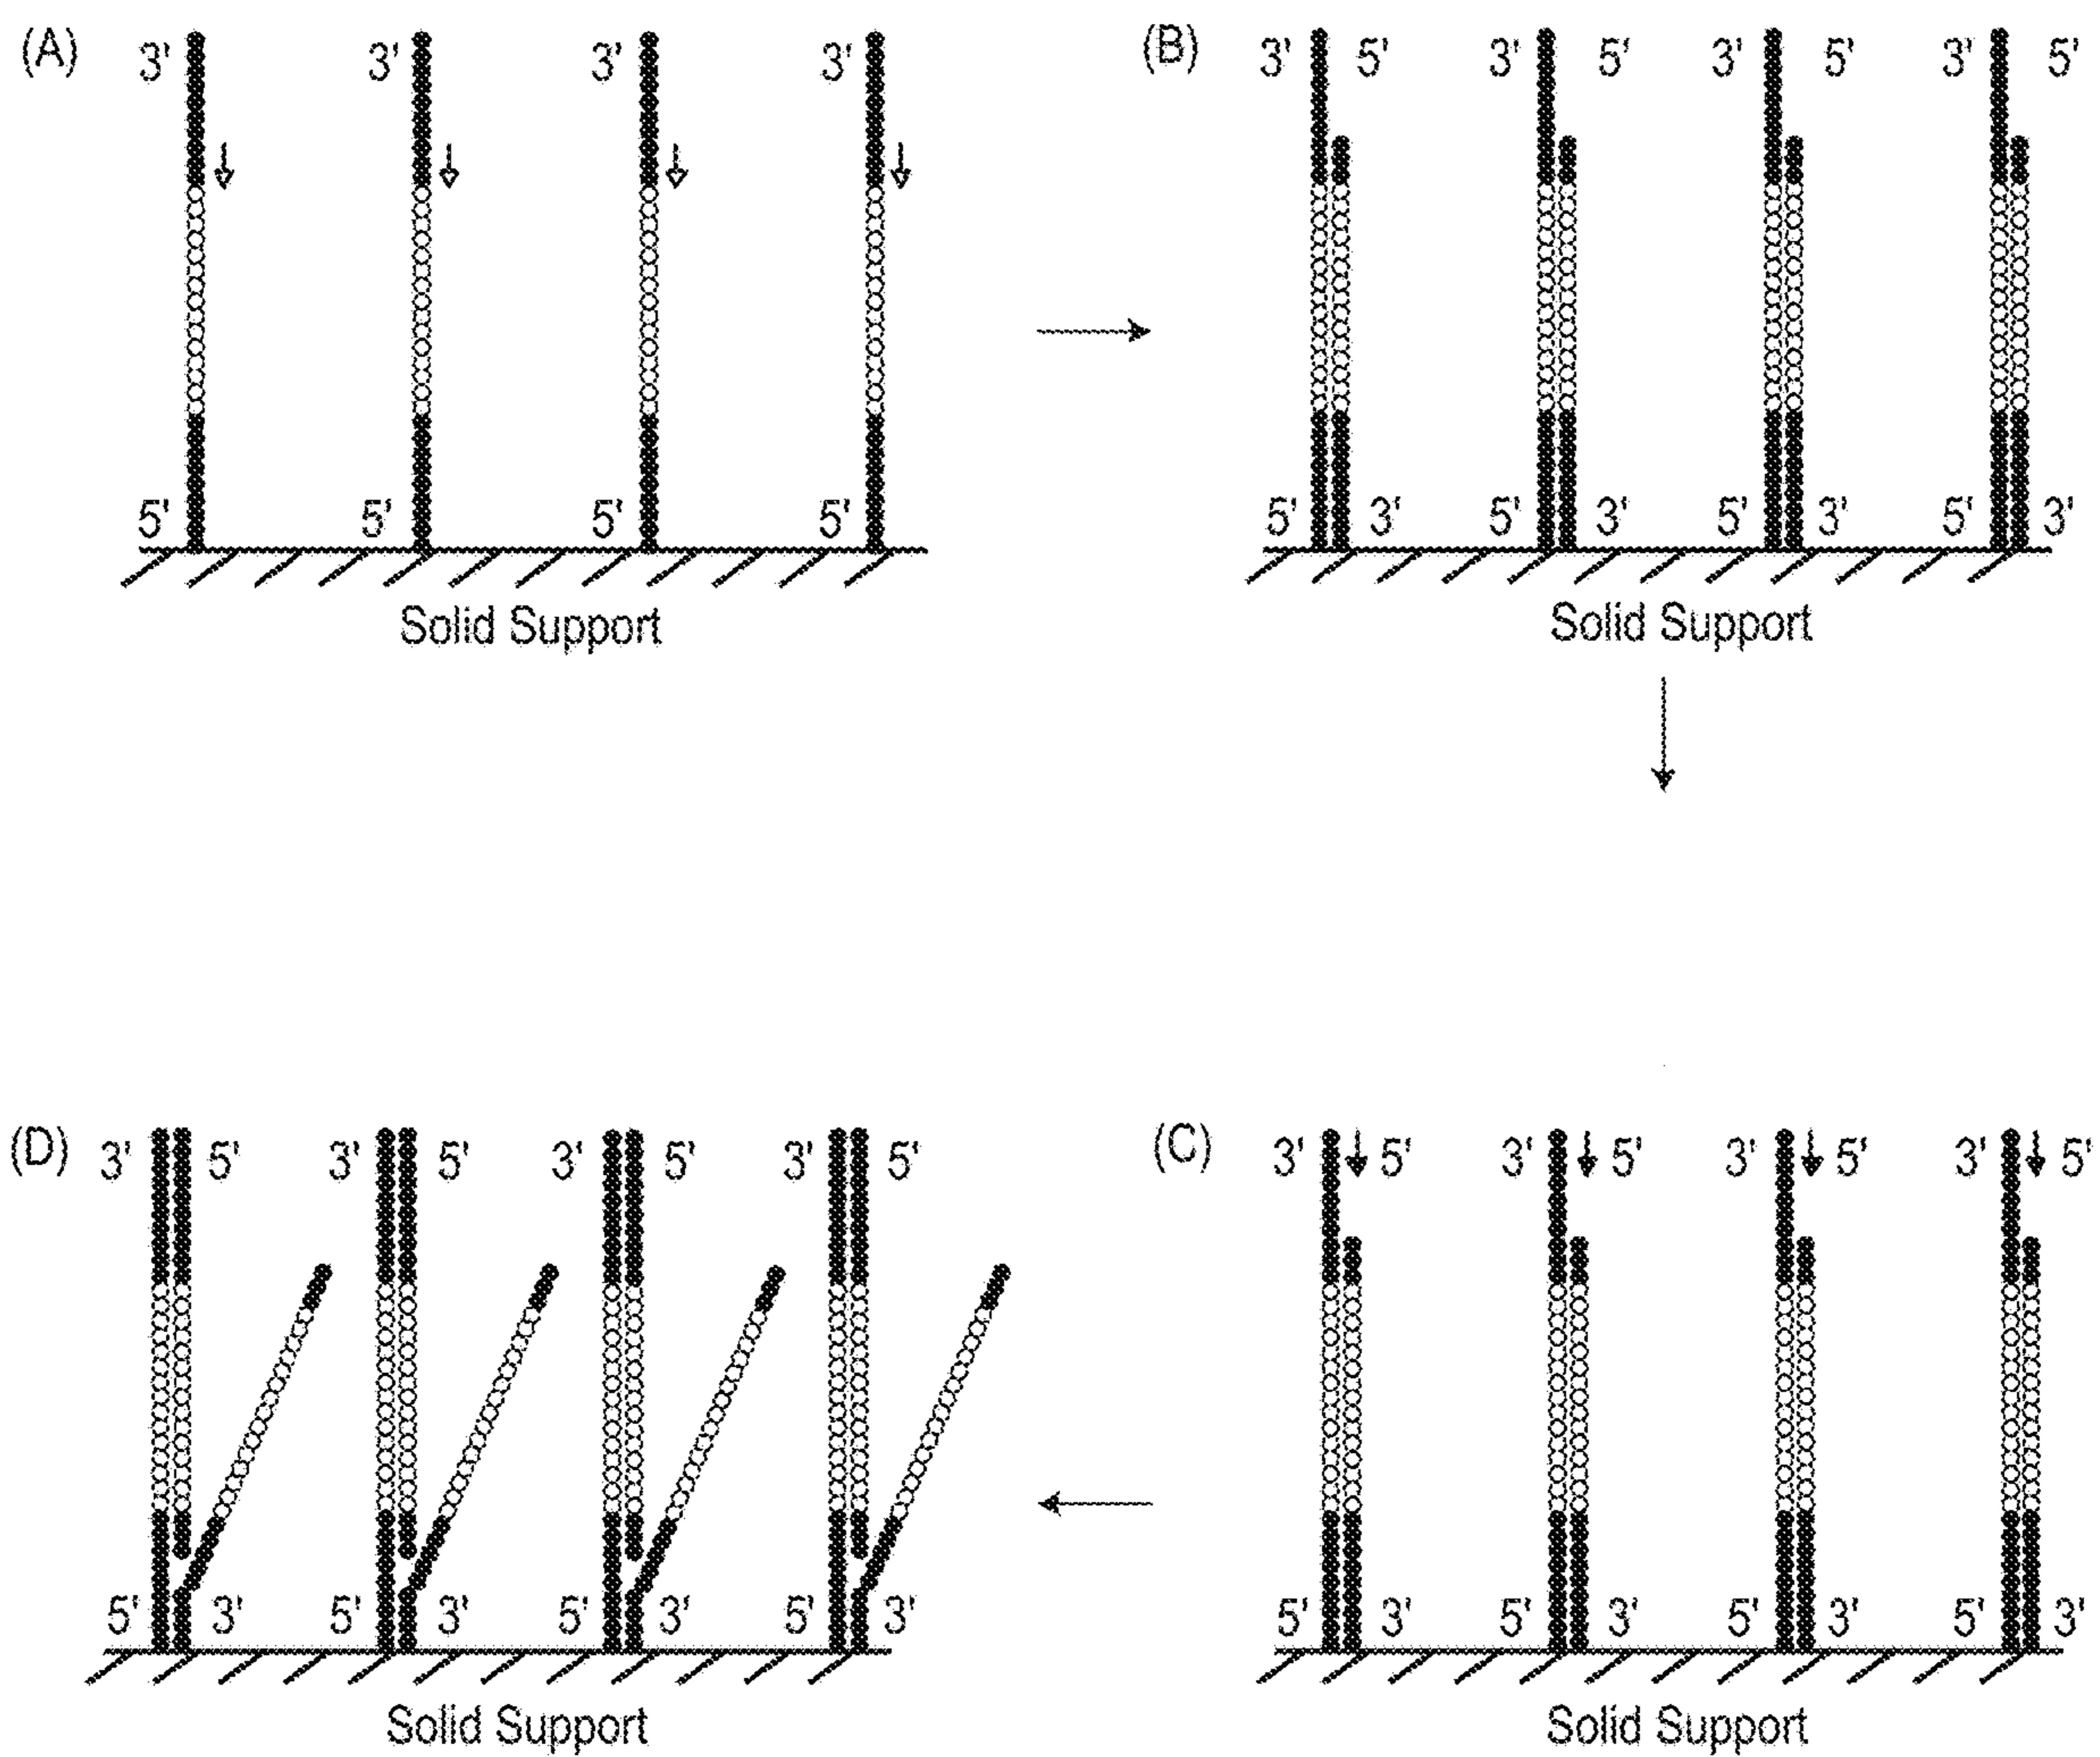 (A) 3' 3' 3' 3'
5' 5' 5' 5'
Solid Support
(B) 3' 5' 3' 5' 3' 5' 3' 5'
5' 3' 5' 3' 5' 3' 5' 3'
Solid Support
(C) 3' 5' 3' 5' 3' 5' 3' 5'
5' 3' 5' 3' 5' 3' 5' 3'
Solid Support
(D) 3' 5' 3' 5' 3' 5' 3' 5'
5' 3' 5' 3' 5' 3' 5' 3'
Solid Support